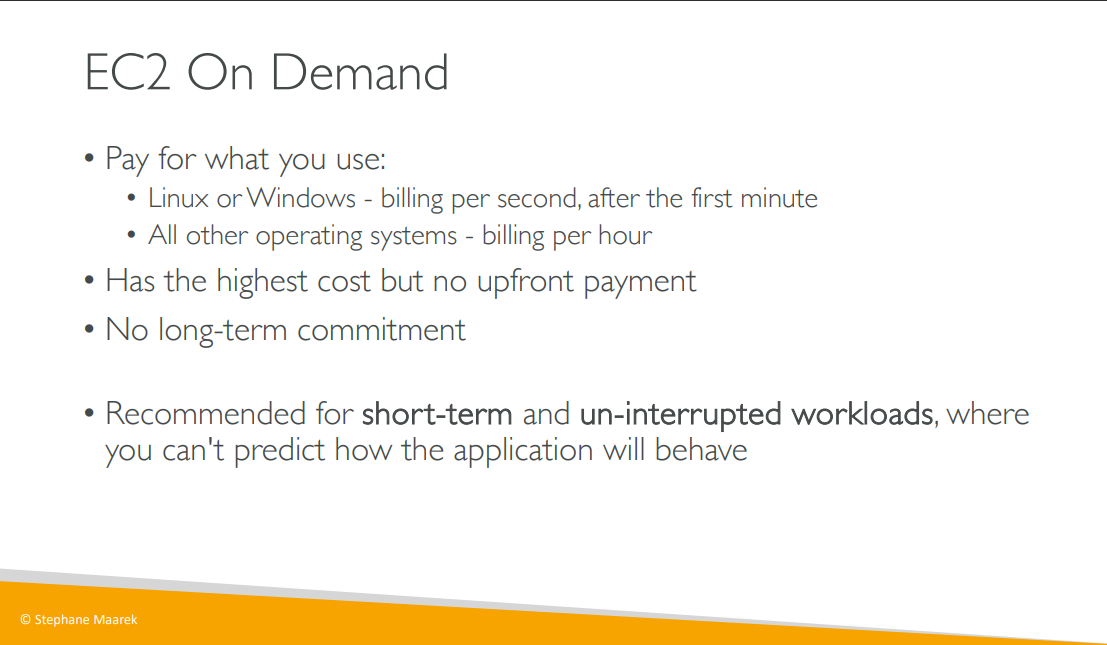 EC2 On Demand
• Pay for what you use:
• Linux or Windows - billing per second, after the first minute
• All other operating systems - billing per hour
• Has the highest cost but no upfront payment
• No long-term commitment
• Recommended for short-term and un-interrupted workloads, where
you can't predict how the application will behave
© Stephane Maarek